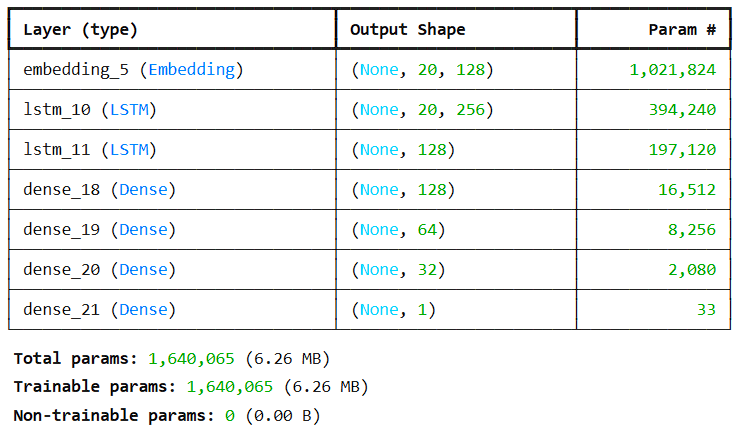 Layer (type) Output Shape Param #
embedding_5 (Embedding) (None, 20, 128) 1,021,824
lstm_10 (LSTM) (None, 20, 256) 394,240
lstm_11 (LSTM) (None, 128) 197,120
dense_18 (Dense) (None, 128) 16,512
dense_19 (Dense) (None, 64) 8,256
dense_20 (Dense) (None, 32) 2,080
dense_21 (Dense) (None, 1) 33
Total params: 1,640,065 (6.26 MB)
Trainable params: 1,640,065 (6.26 MB)
Non-trainable params: 0 (0.00 B)